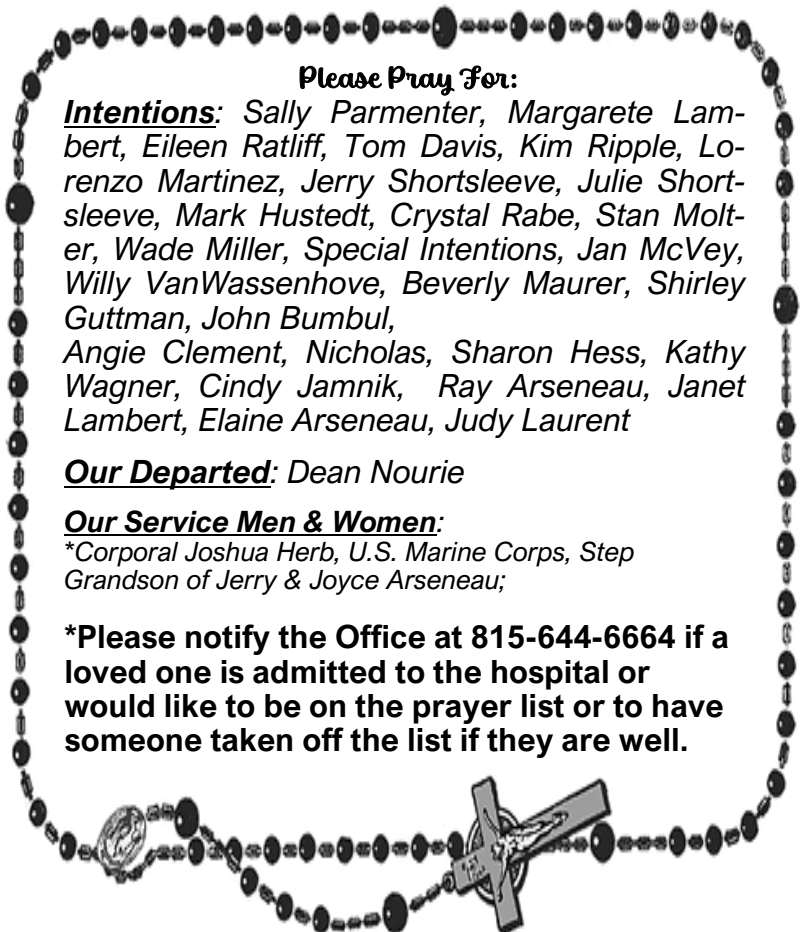 Please Pray For:
Intentions: Sally Parmenter, Margarete Lam-
bert, Eileen Ratliff, Tom Davis, Kim Ripple, Lo-
renzo Martinez, Jerry Shortsleeve, Julie Short-
sleeve, Mark Hustedt, Crystal Rabe, Stan Molt-
er, Wade Miller, Special Intentions, Jan McVey,
Willy VanWassenhove, Beverly Maurer, Shirley
Guttman, John Bumbul,
Angie Clement, Nicholas, Sharon Hess, Kathy
Wagner, Cindy Jamnik, Ray Arseneau, Janet
Lambert, Elaine Arseneau, Judy Laurent
Our Departed: Dean Nourie
Our Service Men & Women:
*Corporal Joshua Herb, U.S. Marine Corps, Step
Grandson of Jerry & Joyce Arseneau;
*Please notify the Office at 815-644-6664 if a
loved one is admitted to the hospital or
would like to be on the prayer list or to have
someone taken off the list if they are well.